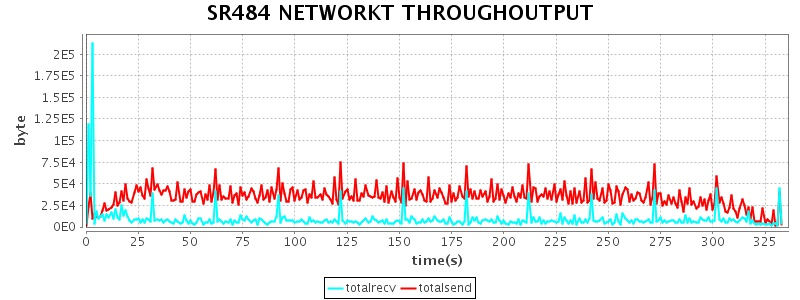 SR484 NETWORKT THROUGHOUTPUT
2E5
1.75E5
1.5E5
1.25E5
1E5
7.5E4
5E4
2.5E4
0E0
byte
0 25 50 75 100 125 150 175 200 225 250 275 300 325
time(s)
totalrecv totalsend